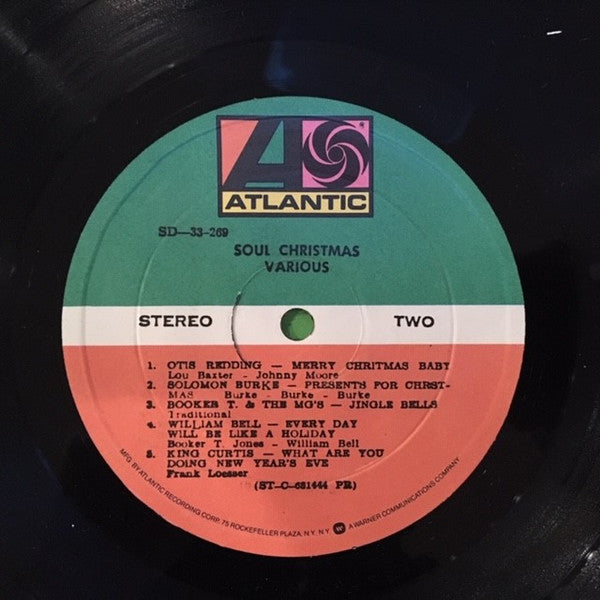 ATLANTIC
®
SD—33-269
SOUL CHRISTMAS
VARIOUS
STEREO
TWO
1. OTIS REDDING — MERRY CHRITMAS BABY
Lou Baxter - Johnny Moore
2. SOLOMON BURKE — PRESENTS FOR CHRST-
MAS Burke - Burke - Burke
3. BOOKER T. & THE MG'S — JINGLE BELLS
Traditional
4. WILLIAM BELL — EVERY DAY
WILL BE LIKE A HOLIDAY
Booker T. Jones - William Bell
5. KING CURTIS — WHAT ARE YOU
DOING NEW YEAR'S EVE
Frank Loesser
(ST-C-681444 PR)
MFG BY ATLANTIC RECORDING CORP. 75 ROCKEFELLER PLAZA. N.Y. N.Y. W A WARNER COMMUNICATIONS COMPANY.